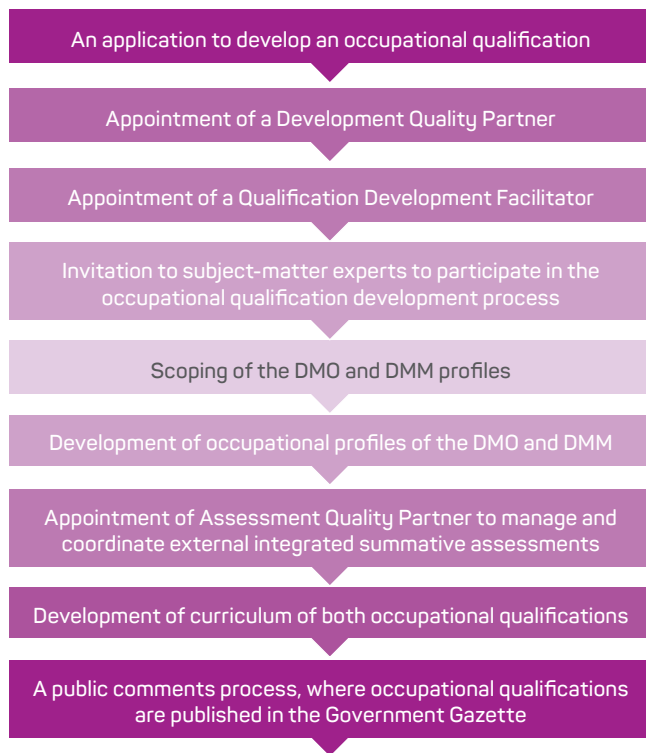 An application to develop an occupational qualification
Appointment of a Development Quality Partner
Appointment of a Qualification Development Facilitator
Invitation to subject-matter experts to participate in the
occupational qualification development process
Scoping of the DMO and DMM profiles
Development of occupational profiles of the DMO and DMM
Appointment of Assessment Quality Partner to manage and
coordinate external integrated summative assessments
Development of curriculum of both occupational qualifications
A public comments process, where occupational qualifications
are published in the Government Gazette